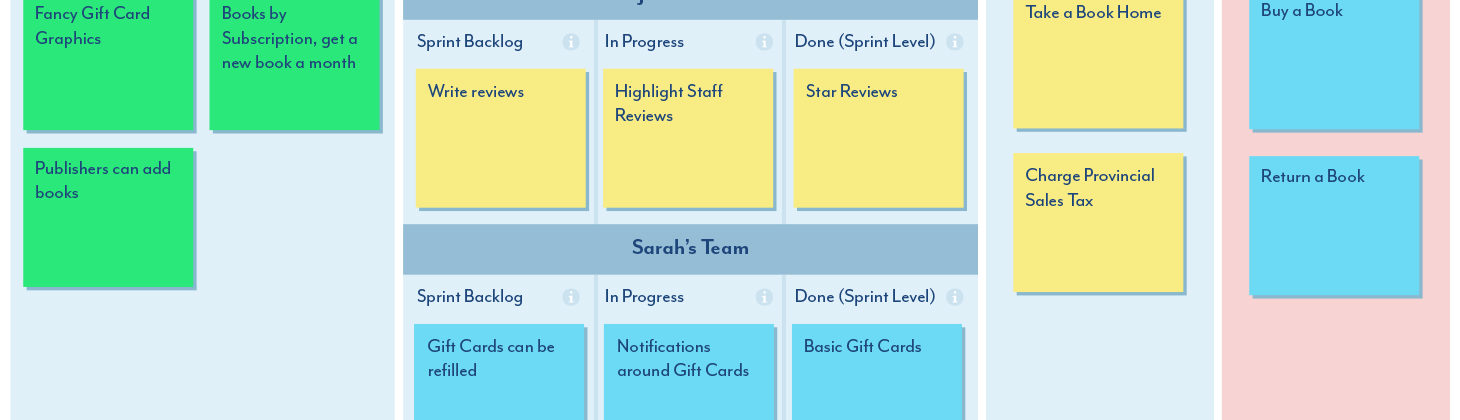 Fancy Gift Card
Graphics
Books by
Subscription, get a
new book a month
Publishers can add
books
Sprint Backlog
In Progress
Done (Sprint Level)
Write reviews
Highlight Staff
Reviews
Star Reviews
Sarah's Team
Sprint Backlog
In Progress
Done (Sprint Level)
Gift Cards can be
refilled
Notifications
around Gift Cards
Basic Gift Cards
Take a Book Home
Charge Provincial
Sales Tax
Buy a Book
Return a Book